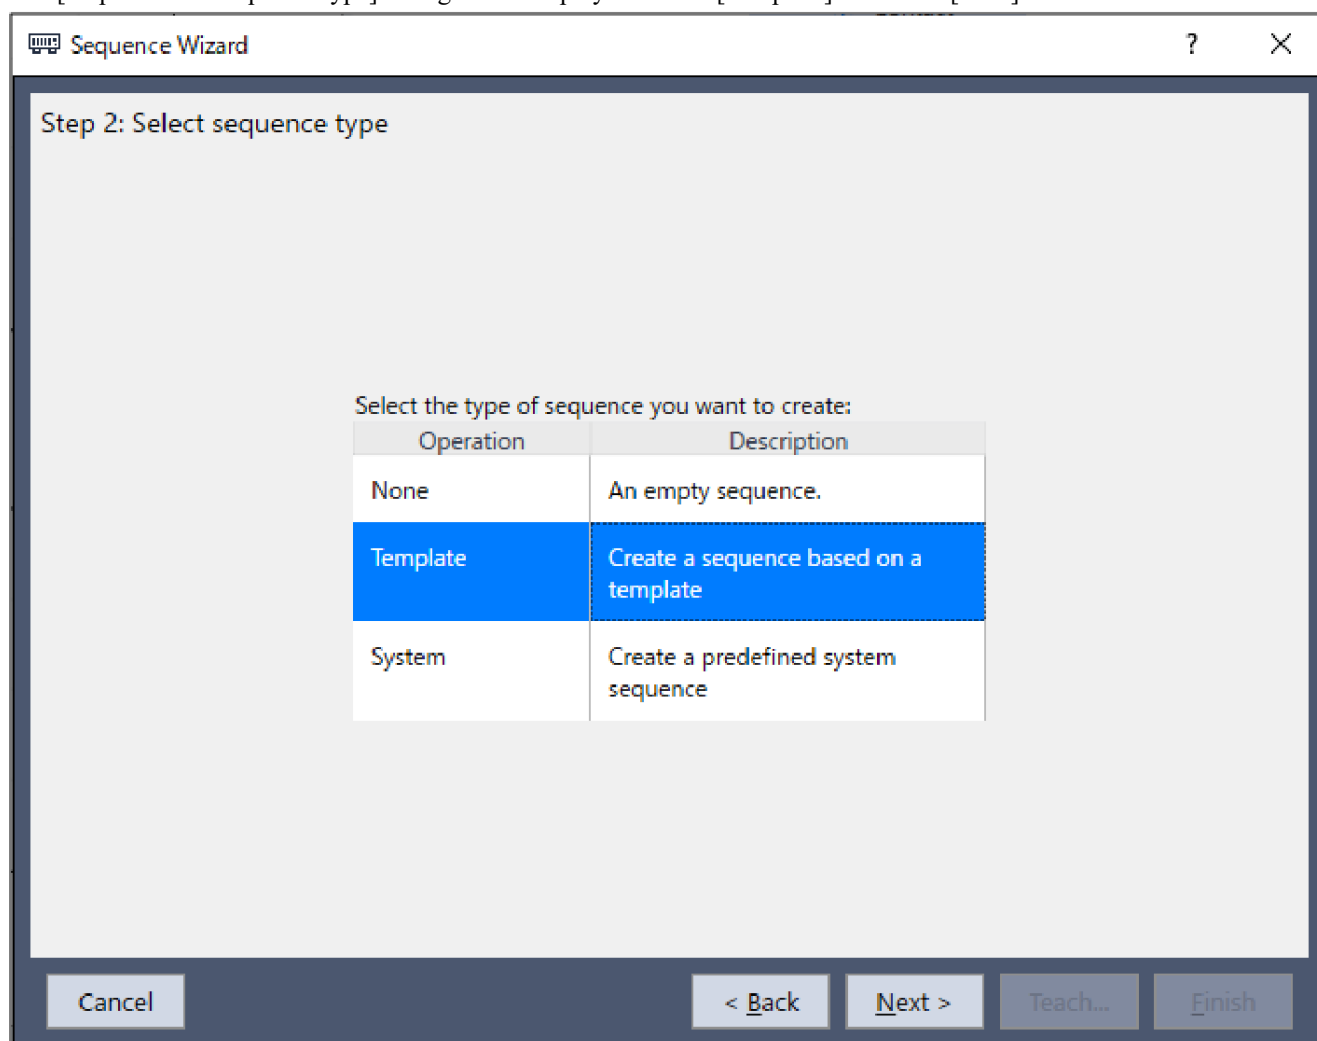 Sequence Wizard
?
Step 2: Select sequence type
Select the type of sequence you want to create:
Operation Description
None An empty sequence.
Template Create a sequence based on a
template
System Create a predefined system
sequence
Cancel < Back Next > Teach... Finish